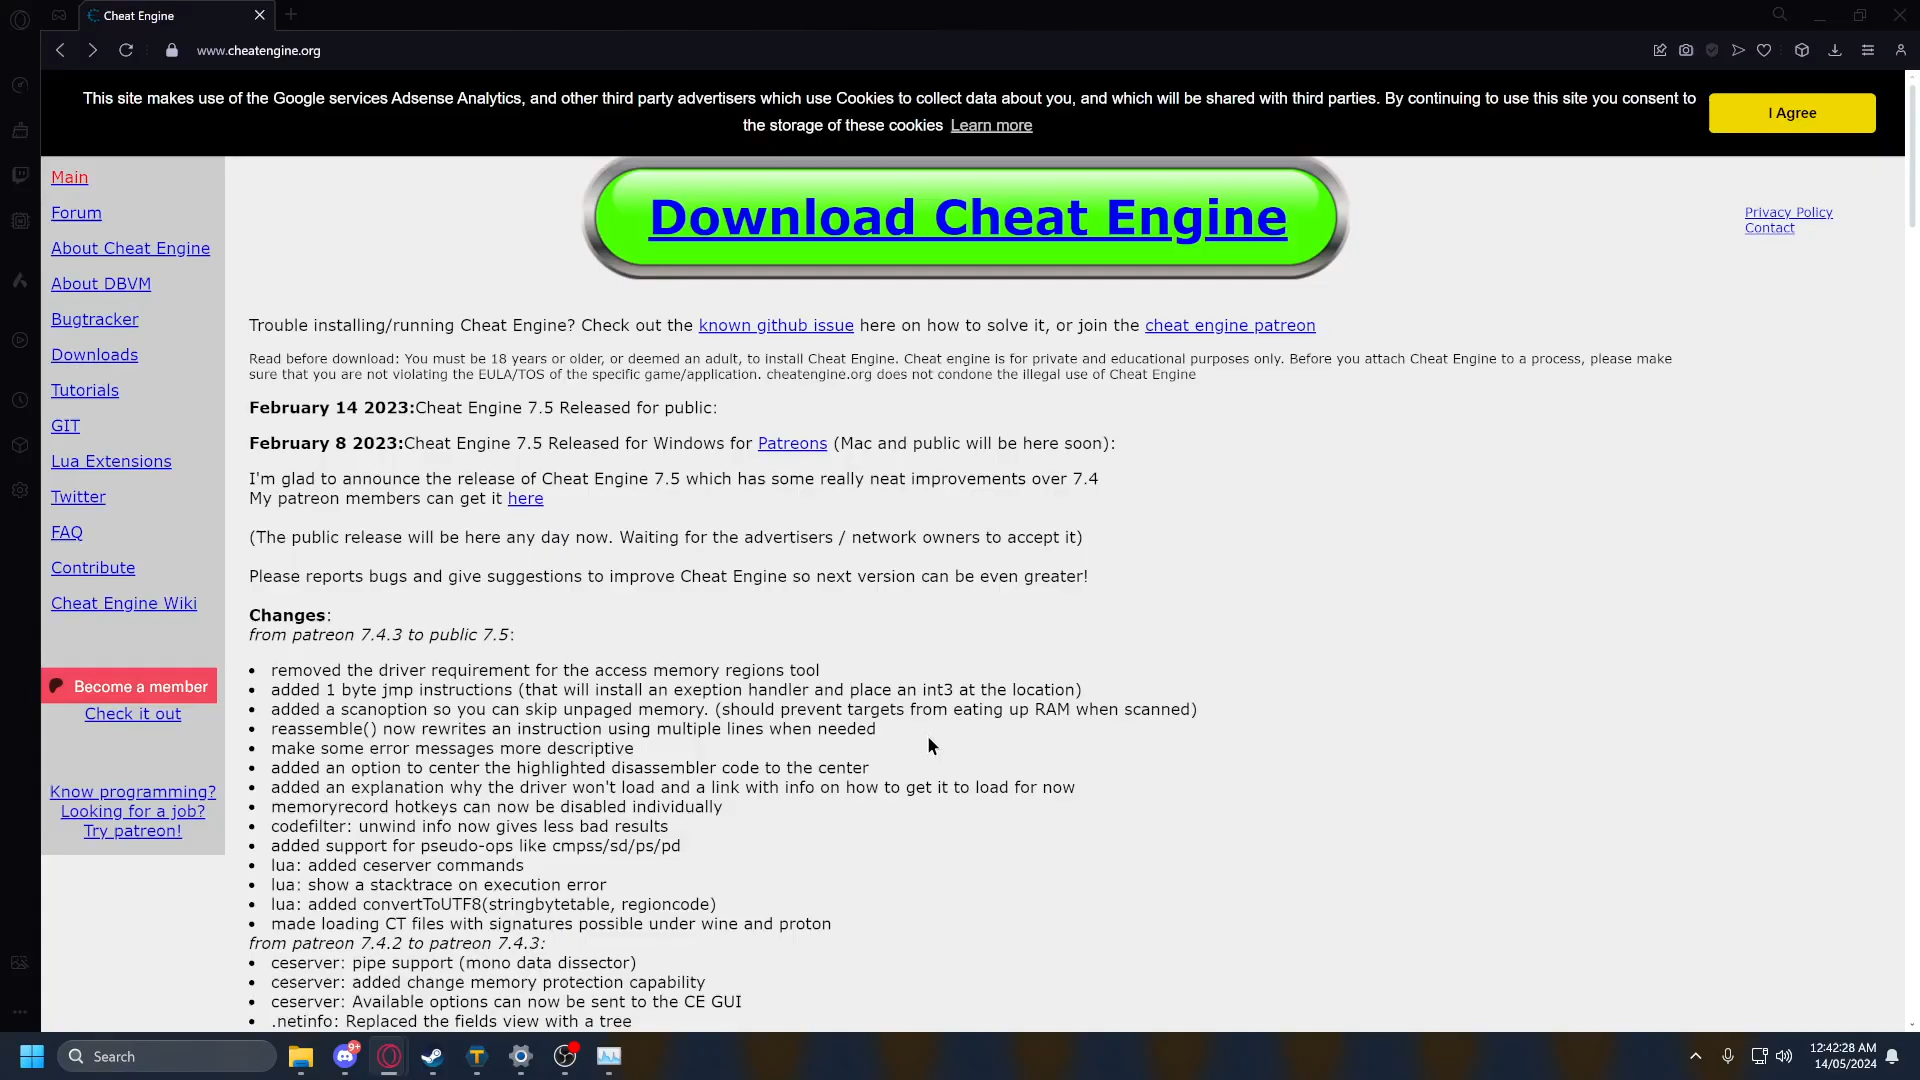 Cheat Engine
www.cheatengine.org
This site makes use of the Google services Adsense Analytics, and other third party advertisers which use Cookies to collect data about you, and which will be shared with third parties. By continuing to use this site you consent to
the storage of these cookies Learn more
I Agree
Main
Forum
About Cheat Engine
About DBVM
Bugtracker
Downloads
Tutorials
GIT
Lua Extensions
Twitter
FAQ
Contribute
Cheat Engine Wiki
Become a member
Check it out
Know programming?
Looking for a job?
Try patreon!
Download Cheat Engine
Privacy Policy
Contact
Trouble installing/running Cheat Engine? Check out the known github issue here on how to solve it, or join the cheat engine patreon
Read before download: You must be 18 years or older, or deemed an adult, to install Cheat Engine. Cheat engine is for private and educational purposes only. Before you attach Cheat Engine to a process, please make
sure that you are not violating the EULA/TOS of the specific game/application. cheatengine.org does not condone the illegal use of Cheat Engine
February 14 2023:Cheat Engine 7.5 Released for public:
February 8 2023:Cheat Engine 7.5 Released for Windows for Patreons (Mac and public will be here soon):
I'm glad to announce the release of Cheat Engine 7.5 which has some really neat improvements over 7.4
My patreon members can get it here
(The public release will be here any day now. Waiting for the advertisers / network owners to accept it)
Please reports bugs and give suggestions to improve Cheat Engine so next version can be even greater!
Changes:
from patreon 7.4.3 to public 7.5:
• removed the driver requirement for the access memory regions tool
• added 1 byte jmp instructions (that will install an exeption handler and place an int3 at the location)
• added a scanoption so you can skip unpaged memory. (should prevent targets from eating up RAM when scanned)
• reassemble() now rewrites an instruction using multiple lines when needed
• make some error messages more descriptive
• added an option to center the highlighted disassembler code to the center
• added an explanation why the driver won't load and a link with info on how to get it to load for now
• memoryrecord hotkeys can now be disabled individually
• codefilter: unwind info now gives less bad results
• added support for pseudo-ops like cmpss/sd/ps/pd
• lua: added ceserver commands
• lua: show a stacktrace on execution error
• lua: added convertToUTF8(stringbytetable, regioncode)
• made loading CT files with signatures possible under wine and proton
from patreon 7.4.2 to patreon 7.4.3:
• ceserver: pipe support (mono data dissector)
• ceserver: added change memory protection capability
• ceserver: Available options can now be sent to the CE GUI
• .netinfo: Replaced the fields view with a tree
Search
9+
12:42:28 AM
14/05/2024